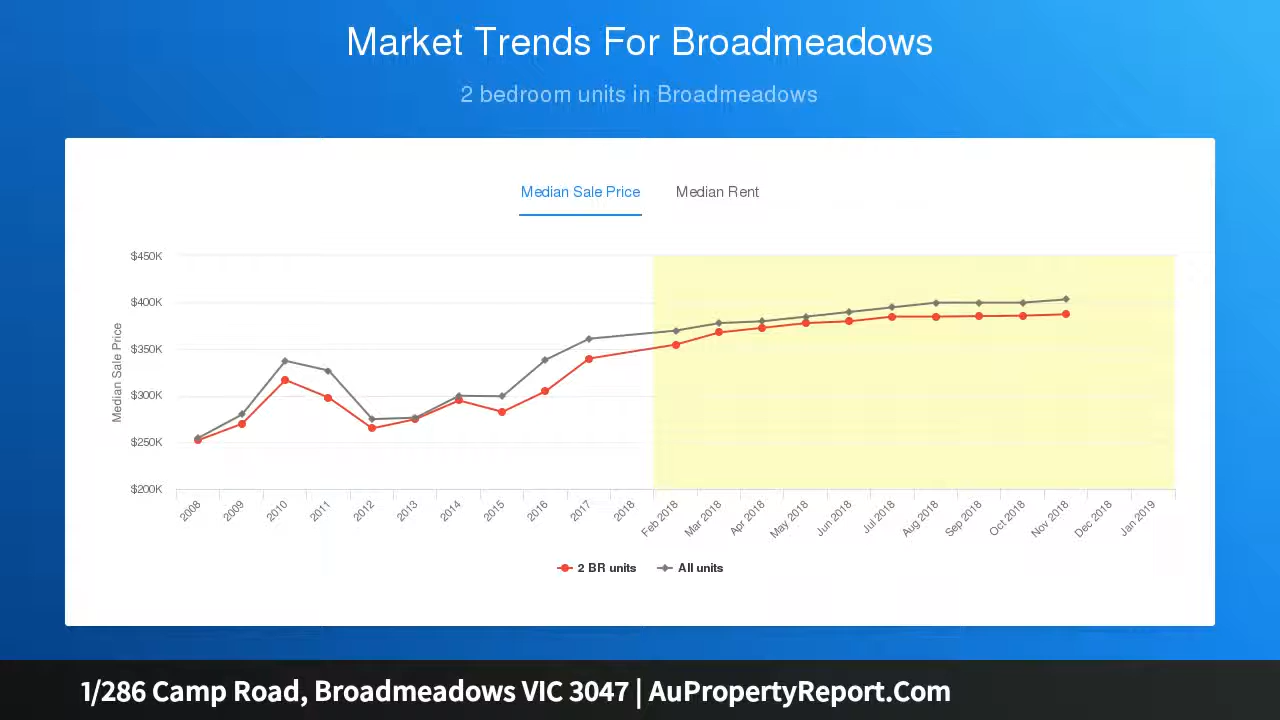 Market Trends For Broadmeadows
2 bedroom units in Broadmeadows
Median Sale Price Median Rent
$450K
$400K
$350K
$300K
$250K
$200K
Median Sale Price
2008 2009 2010 2011 2012 2013 2014 2015 2016 2017 2018 Feb 2018 Mar 2018 Apr 2018 May 2018 Jun 2018 Jul 2018 Aug 2018 Sep 2018 Oct 2018 Nov 2018 Dec 2018 Jan 2019
2 BR units All units
1/286 Camp Road, Broadmeadows VIC 3047 | AuPropertyReport.Com